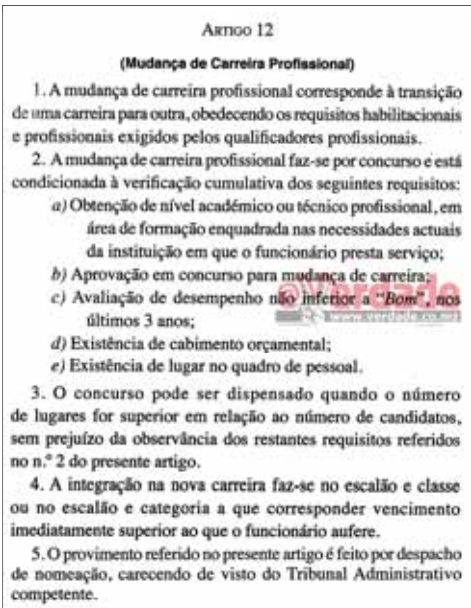 ARTIGO 12
(Mudança de Carreira Profissional)
1. A mudança de carreira profissional corresponde à transição
de uma carreira para outra, obedecendo os requisitos habilitacionais
e profissionais exigidos pelos qualificadores profissionais.
2. A mudança de carreira profissional faz-se por concurso e está
condicionada à verificação cumulativa dos seguintes requisitos:
a) Obtenção de nível académico ou técnico profissional, em
área de formação enquadrada nas necessidades actuais
da instituição em que o funcionário presta serviço;
b) Aprovação em concurso para mudança de carreira;
c) Avaliação de desempenho não inferior a "Bom", nos
últimos 3 anos;
@Verdade
www.verdade.co.mz
d) Existência de cabimento orçamental;
e) Existência de lugar no quadro de pessoal.
3. O concurso pode ser dispensado quando o número
de lugares for superior em relação ao número de candidatos,
sem prejuízo da observância dos restantes requisitos referidos
no n.º 2 do presente artigo.
4. A integração na nova carreira faz-se no escalão e classe
ou no escalão e categoria a que corresponder vencimento
imediatamente superior ao que o funcionário aufere.
5. O provimento referido no presente artigo é feito por despacho
de nomeação, carecendo de visto do Tribunal Administrativo
competente.